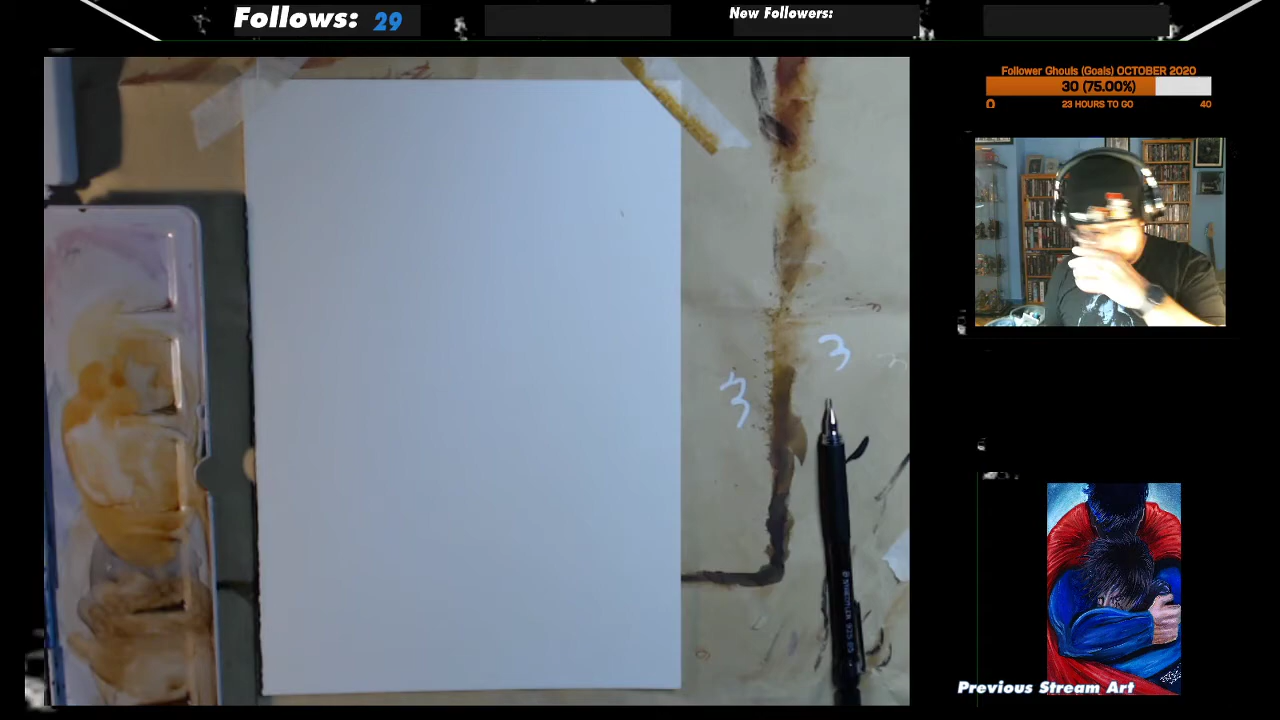 Follows: 29
New Followers:
Follower Ghouls (Goals) OCTOBER 2020
30 (75.00%)
0 23 HOURS TO GO 40
3
3
Previous Stream Art